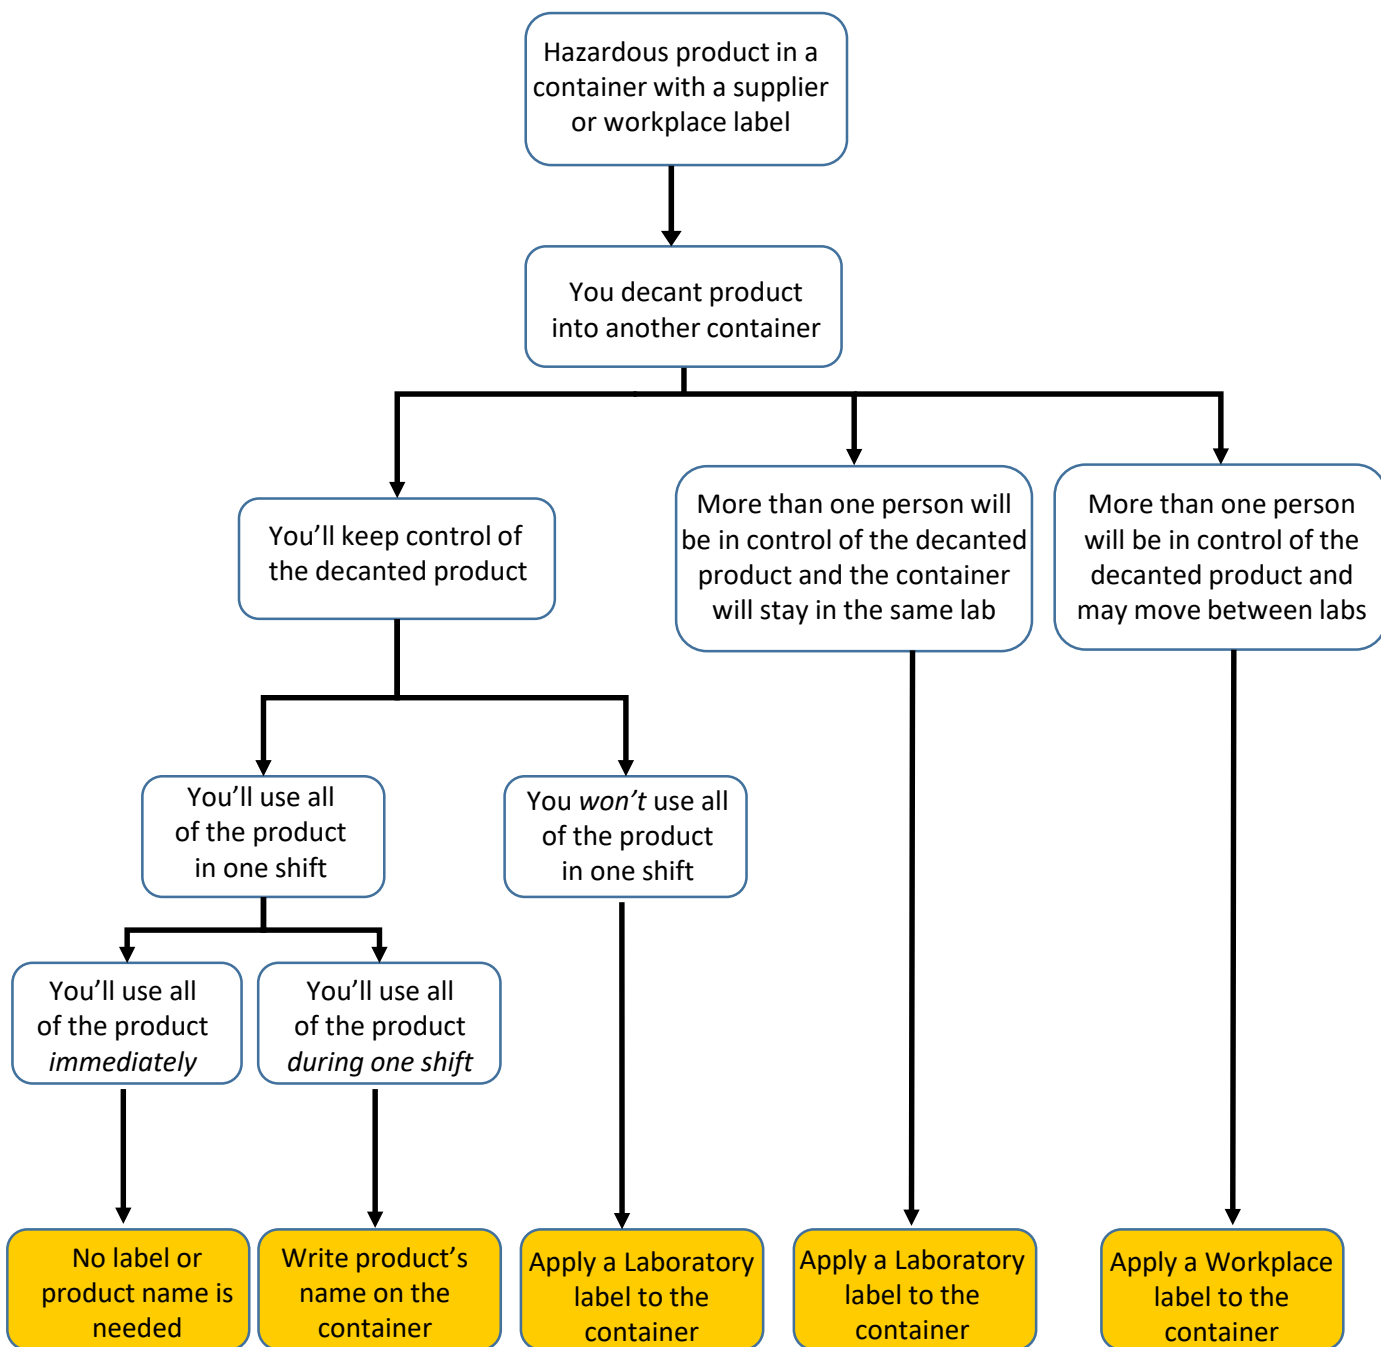 Hazardous product in a
container with a supplier
or workplace label
You decant product
into another container
You'll keep control of
the decanted product
More than one person will
be in control of the decanted
product and the container
will stay in the same lab
More than one person
will be in control of the
decanted product and
may move between labs
You'll use all
of the product
in one shift
You won't use all
of the product
in one shift
You'll use all
of the product
immediately
You'll use all
of the product
during one shift
No label or
product name is
needed
Write product's
name on the
container
Apply a Laboratory
label to the
container
Apply a Laboratory
label to the
container
Apply a Workplace
label to the
container